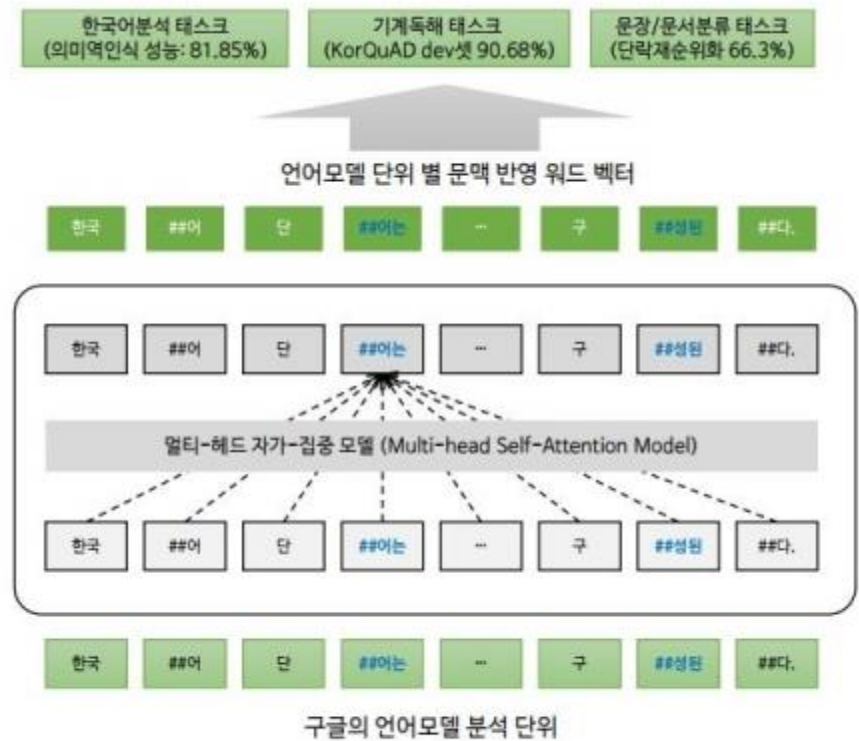 한국어분석 태스크
(의미역인식 성능: 81.85%)
기계독해 태스크
(KorQuAD dev셋 90.68%)
문장/문서분류 태스크
(단락재순위화 66.3%)
언어모델 단위 별 문맥 반영 워드 벡터
한국 ##어 단 ##어는 ··· 구 ##성된 ##다.
한국 ##어 단 ##어는 ··· 구 ##성된 ##다.
멀티-헤드 자가-집중 모델 (Multi-head Self-Attention Model)
한국 ##어 단 ##어는 ··· 구 ##성된 ##다.
한국 ##어 단 ##어는 ··· 구 ##성된 ##다.
구글의 언어모델 분석 단위